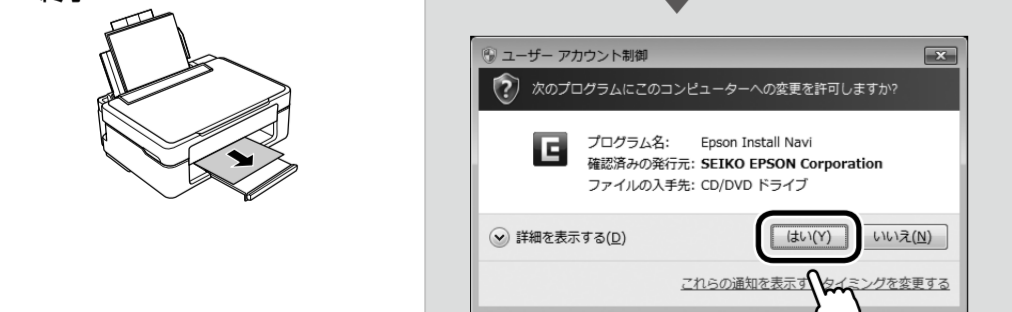 ユーザー アカウント制御
次のプログラムにこのコンピューターへの変更を許可しますか?
プログラム名: Epson Install Navi
確認済みの発行元: SEIKO EPSON Corporation
ファイルの入手先: CD/DVD ドライブ
詳細を表示する(D)
はい(Y)
いいえ(N)
これらの通知を表示す タイミングを変更する